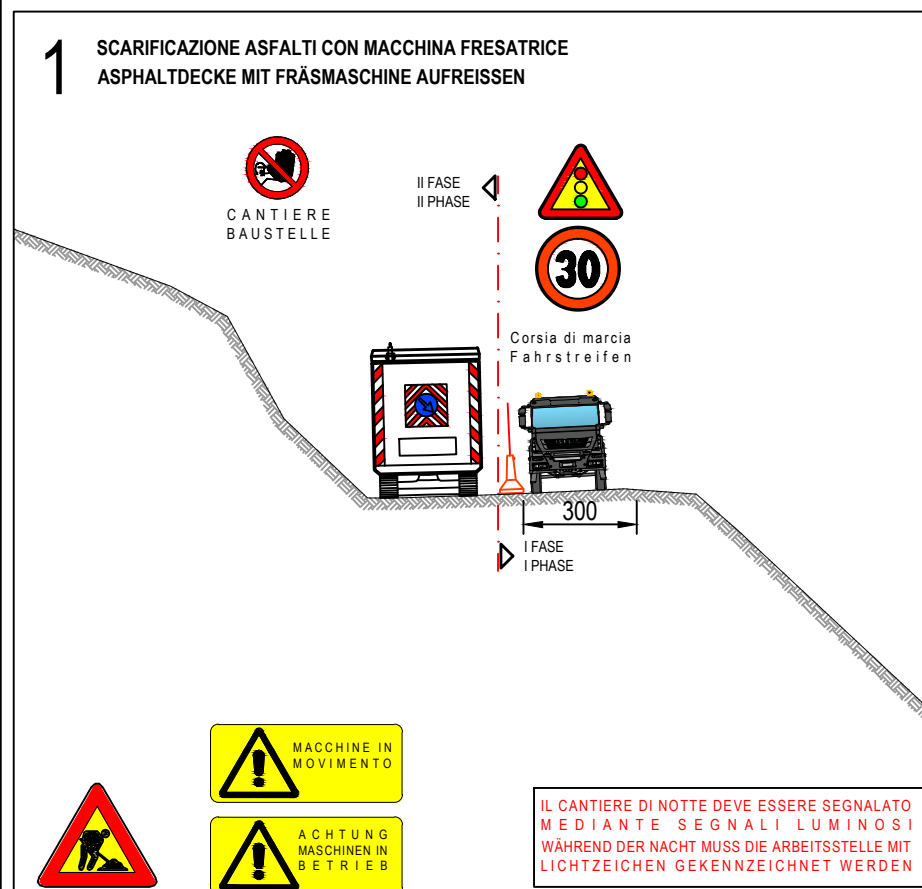 1
SCARIFICAZIONE ASFALTI CON MACCHINA FRESATRICE
ASPHALTDECKE MIT FRÄSMASCHINE AUFREISSEN
CANTIERE
BAUSTELLE
II FASE
II PHASE
30
Corsia di marcia
Fahrstreifen
300
I FASE
I PHASE
MACCHINE IN
MOVIMENTO
ACHTUNG
MASCHINEN IN
BETRIEB
IL CANTIERE DI NOTTE DEVE ESSERE SEGNALATO
MEDIANTE SEGNALI LUMINOSI
WÄHREND DER NACHT MUSS DIE ARBEITSSTELLE MIT
LICHTZEICHEN GEKENNZEICHNET WERDEN